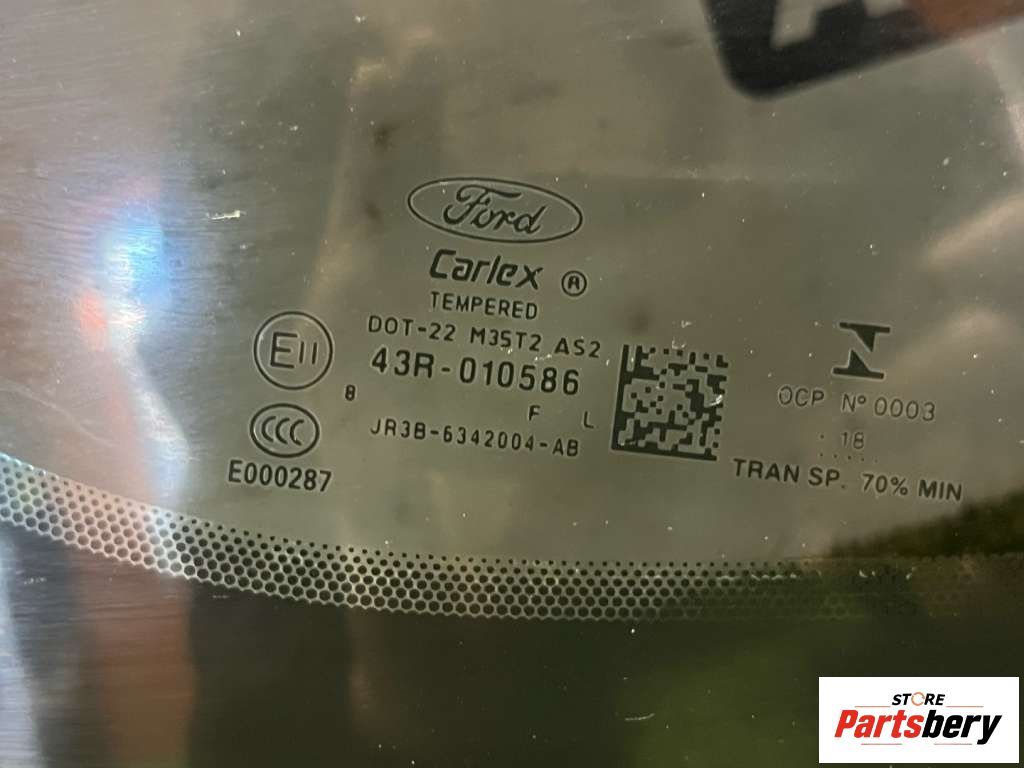 Ford
Carlex ®
TEMPERED
DOT-22 M35T2 AS2
E11
43R-010586
8
F L
CCC
JR3B-6342004-AB
E000287
OCP Nº 0003
18
TRAN SP. 70% MIN
STORE
Partsbery